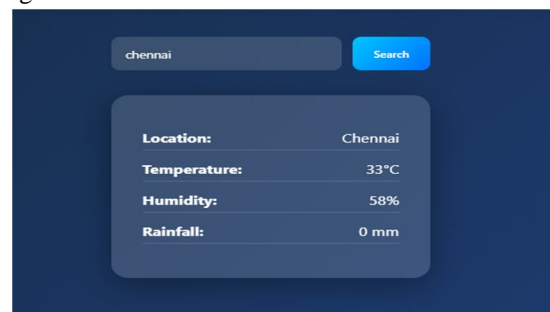 chennai Search
Location: Chennai
Temperature: 33°C
Humidity: 58%
Rainfall: 0 mm